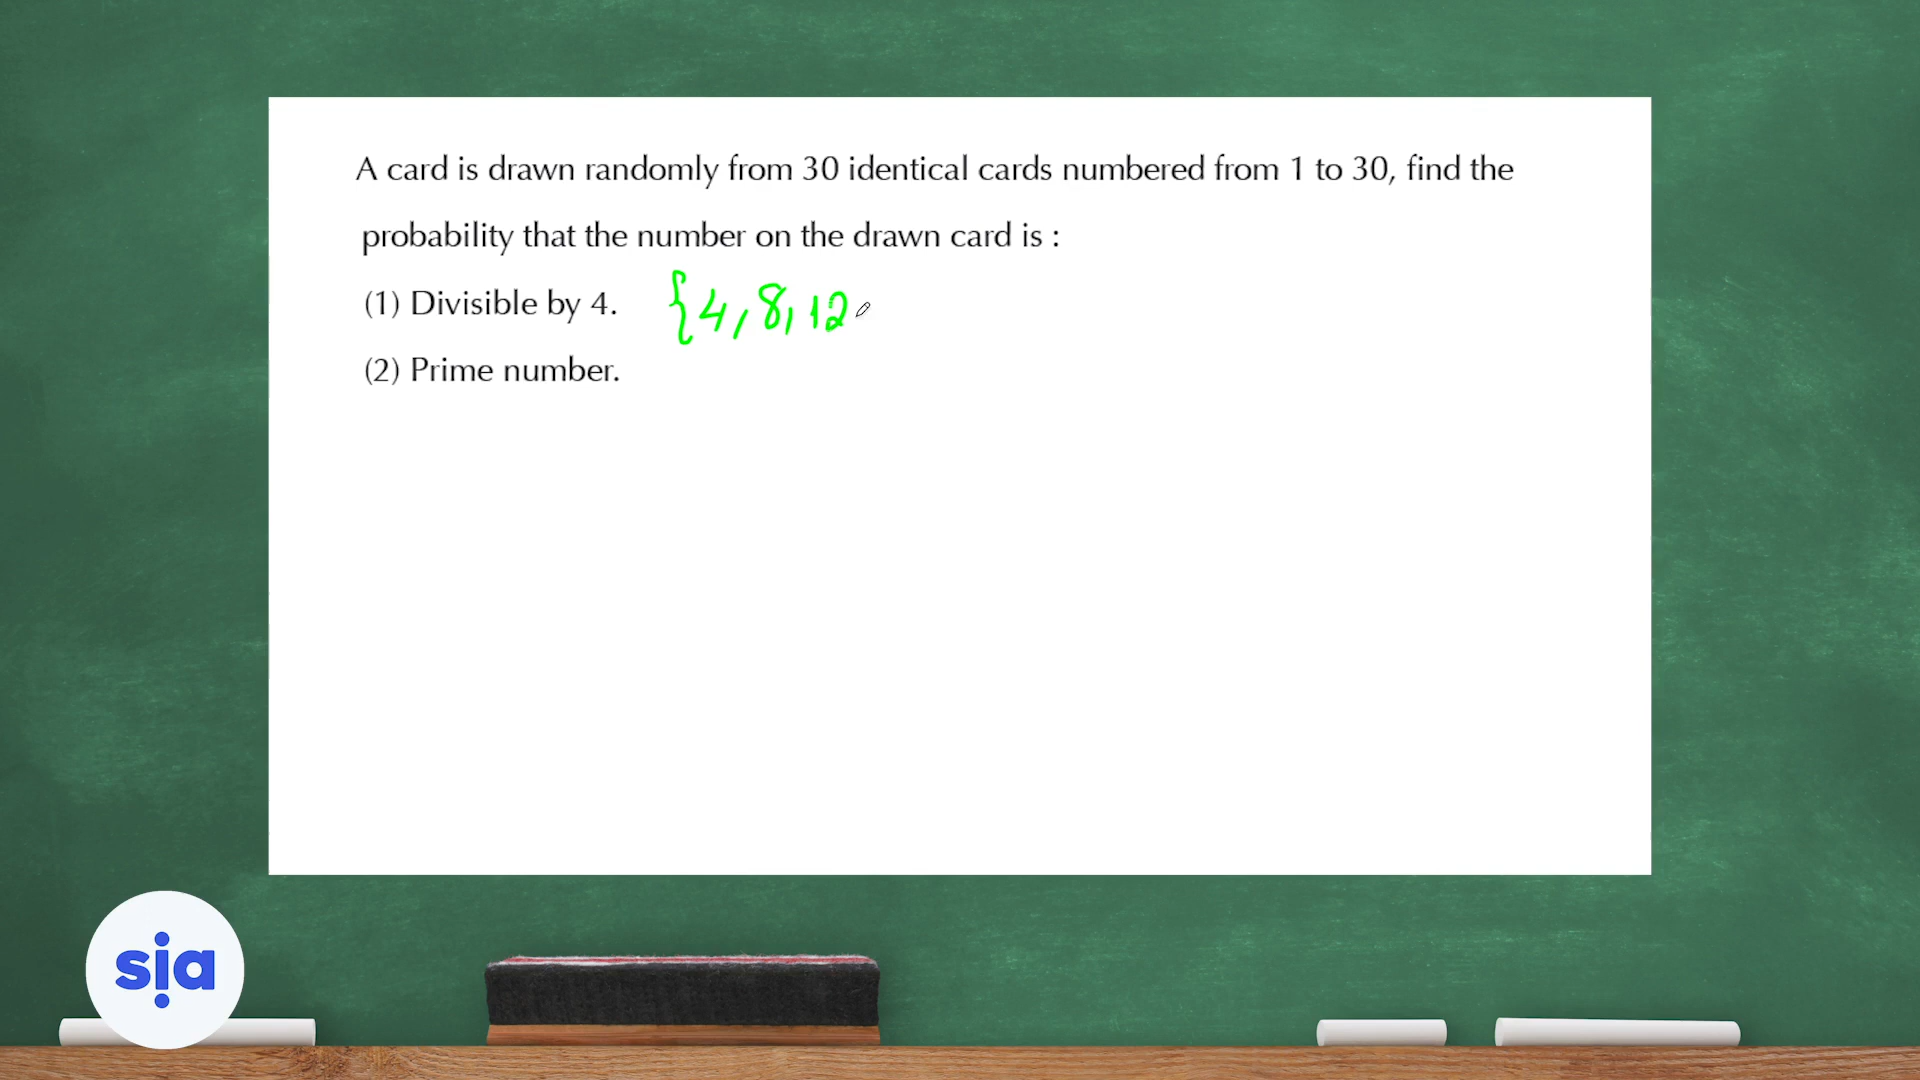 A card is drawn randomly from 30 identical cards numbered from 1 to 30, find the
probability that the number on the drawn card is :
(1) Divisible by 4. {4, 8, 12
(2) Prime number.
sia